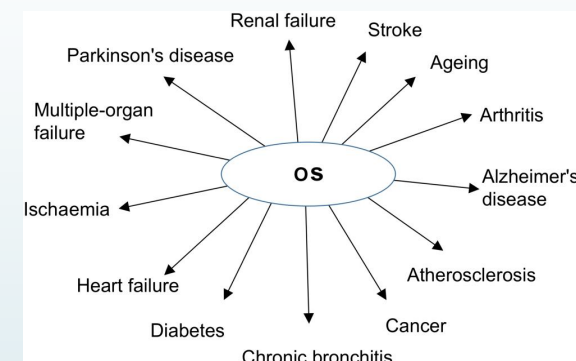 Renal failure
Stroke
Parkinson's disease
Ageing
Multiple-organ
failure
Arthritis
OS
Alzheimer's
disease
Ischaemia
Atherosclerosis
Heart failure
Cancer
Diabetes
Chronic bronchitis